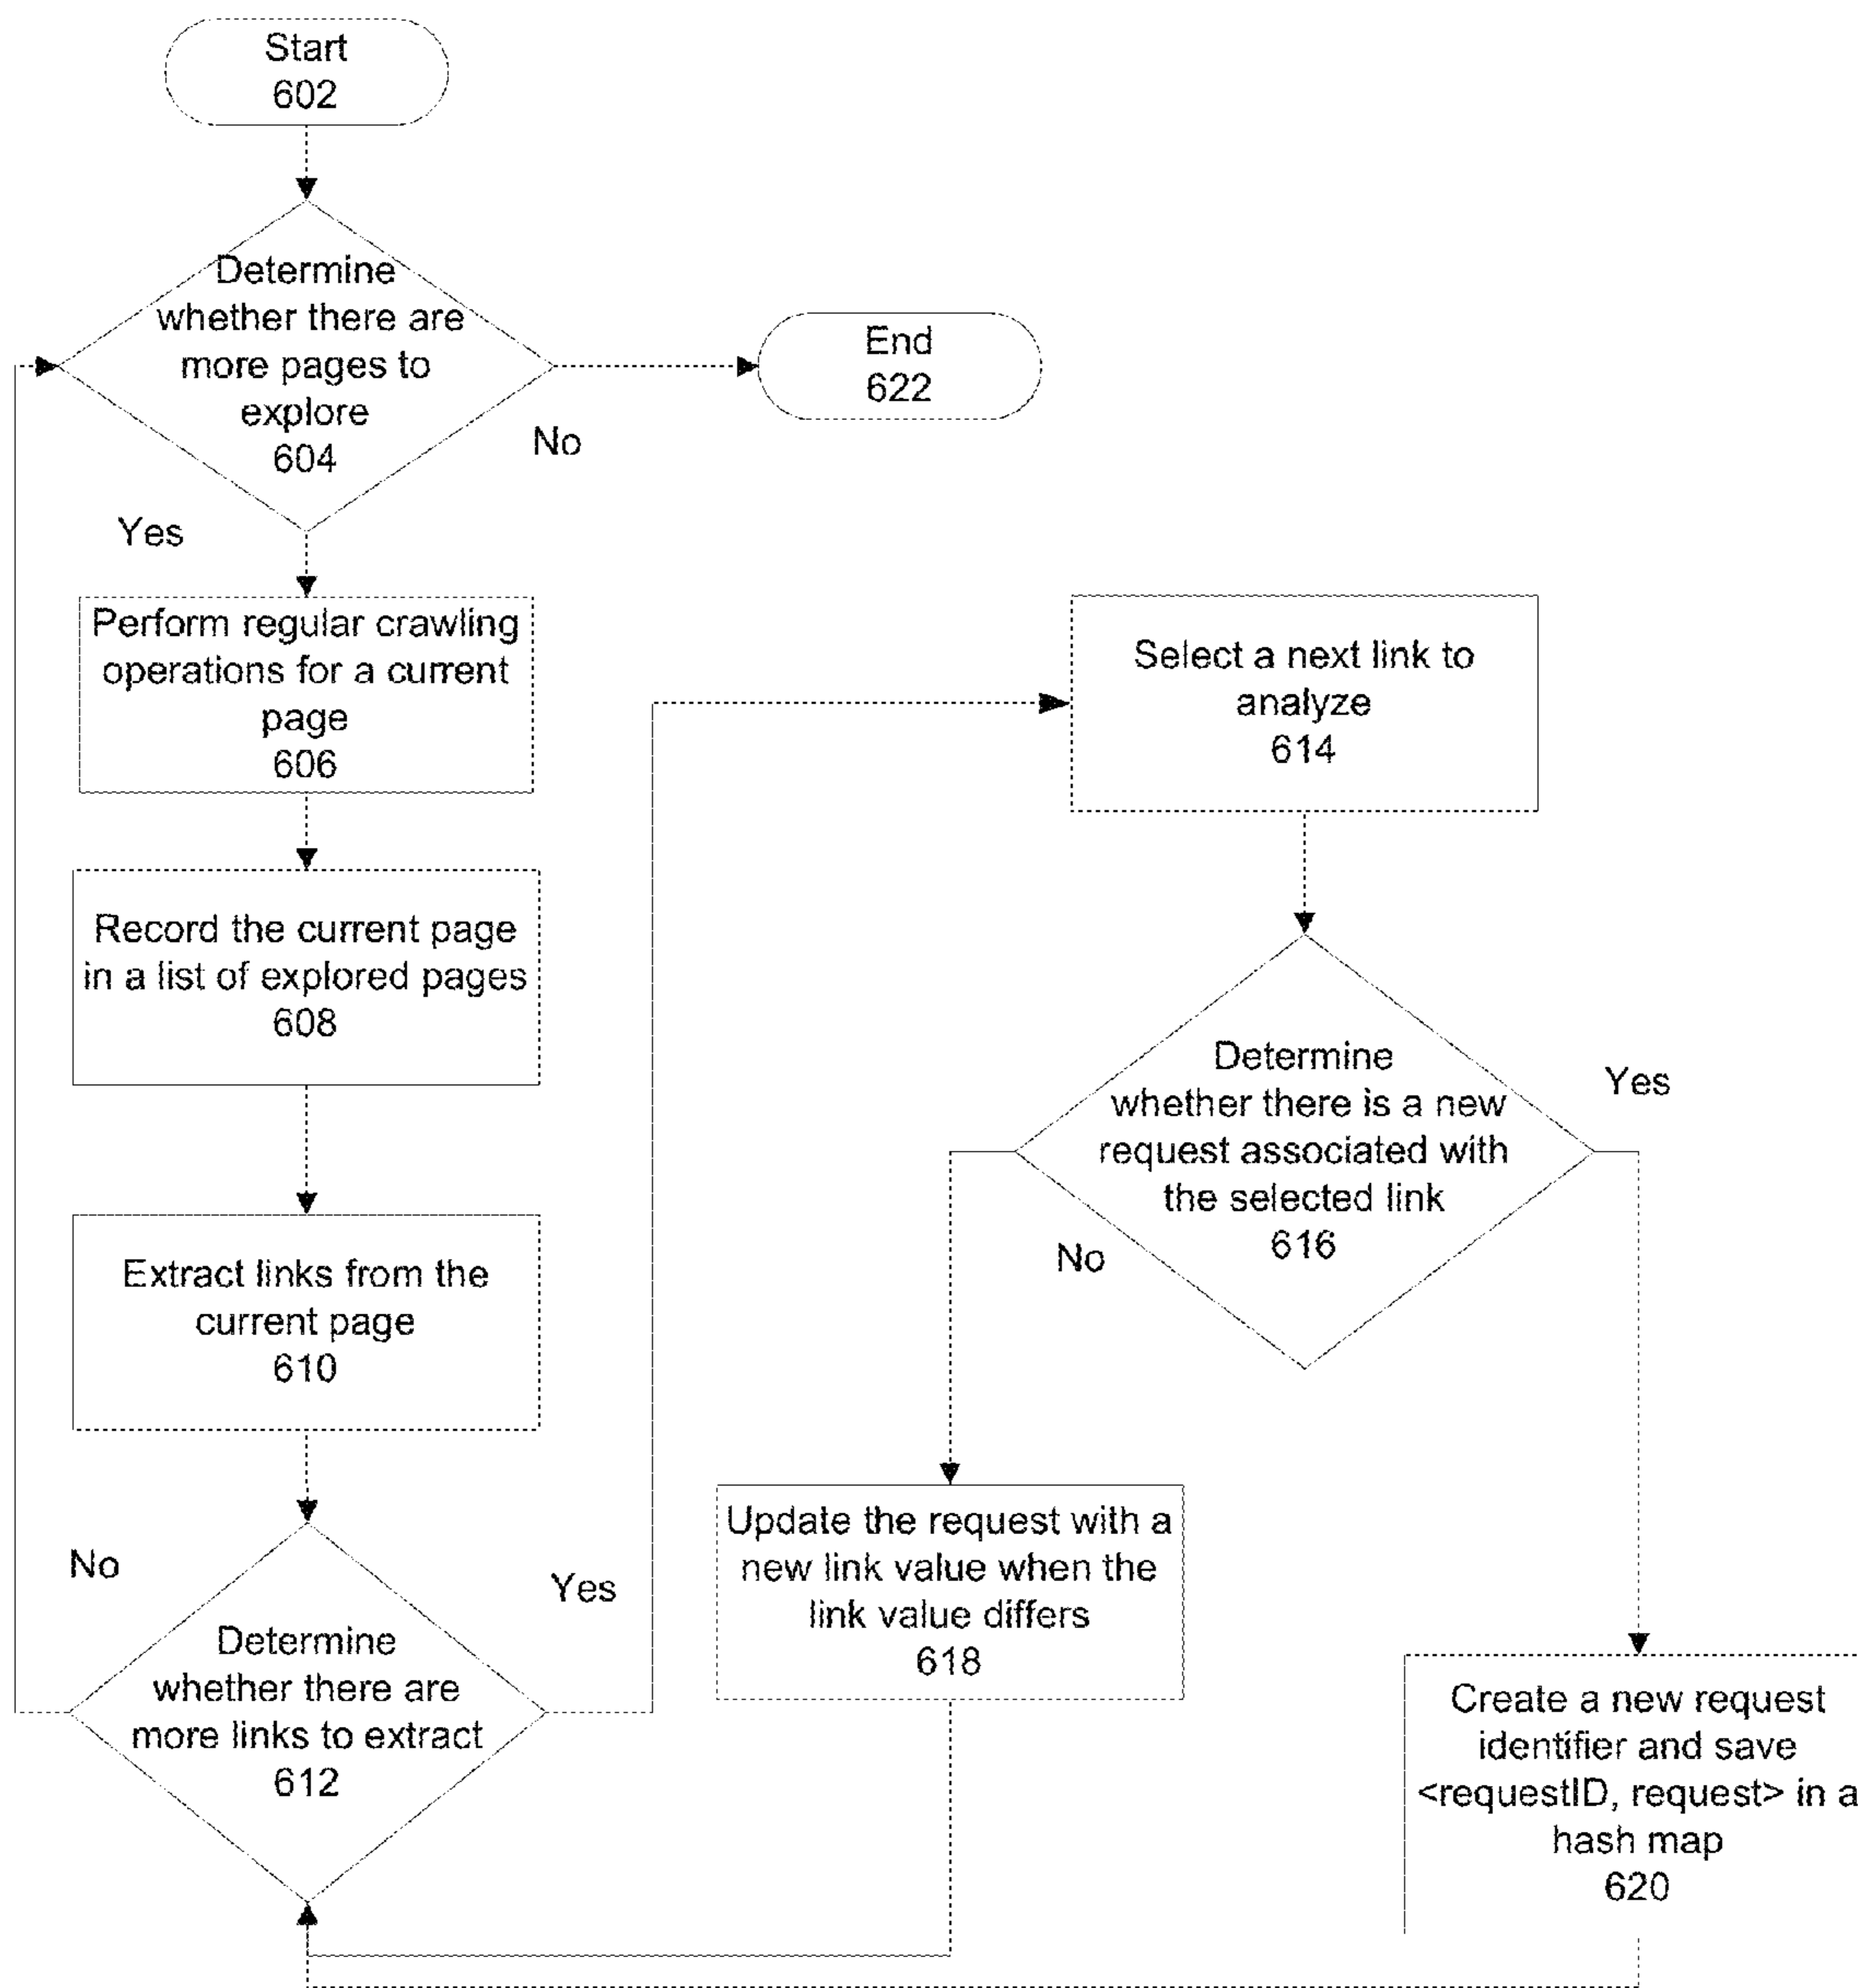 Start
602
Determine
whether there are
more pages to
explore
604
No
Yes
End
622
Perform regular crawling
operations for a current
page
606
Record the current page
in a list of explored pages
608
Extract links from the
current page
610
No
Yes
Determine
whether there are
more links to extract
612
Select a next link to
analyze
614
Determine
whether there is a new
request associated with
the selected link
616
Yes
No
Update the request with a
new link value when the
link value differs
618
Create a new request
identifier and save
<requestID, request> in a
hash map
620